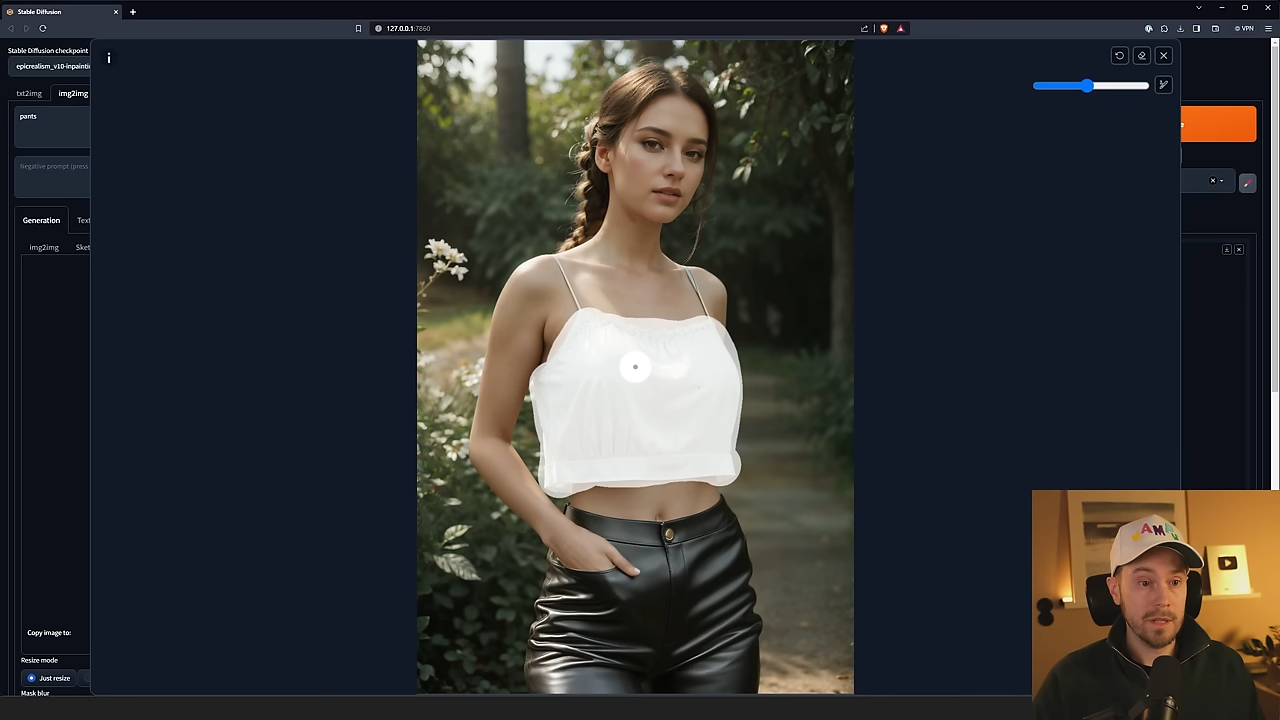 Stable Diffusion
127.0.0.1:7860
VPN
Stable Diffusion checkpoint
epicrealism_v10-inpainti
txt2img
img2img
pants
Negative prompt (press
Generation
Text
img2img
Sket
Copy image to:
Resize mode
Just resize
Mask blur